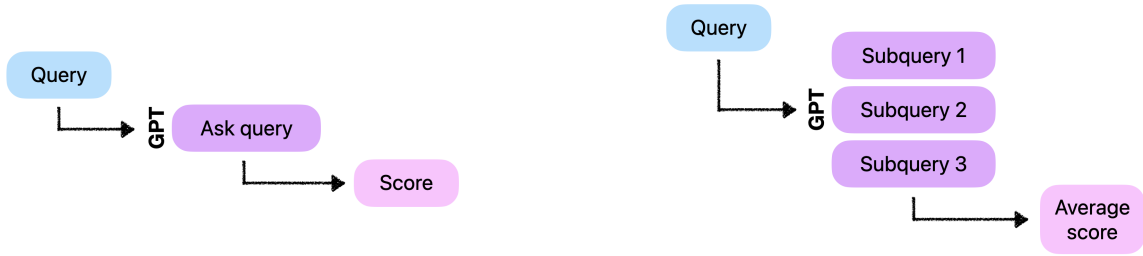 Query
GPT
Ask query
Score
Query
GPT
Subquery 1
Subquery 2
Subquery 3
Average
score